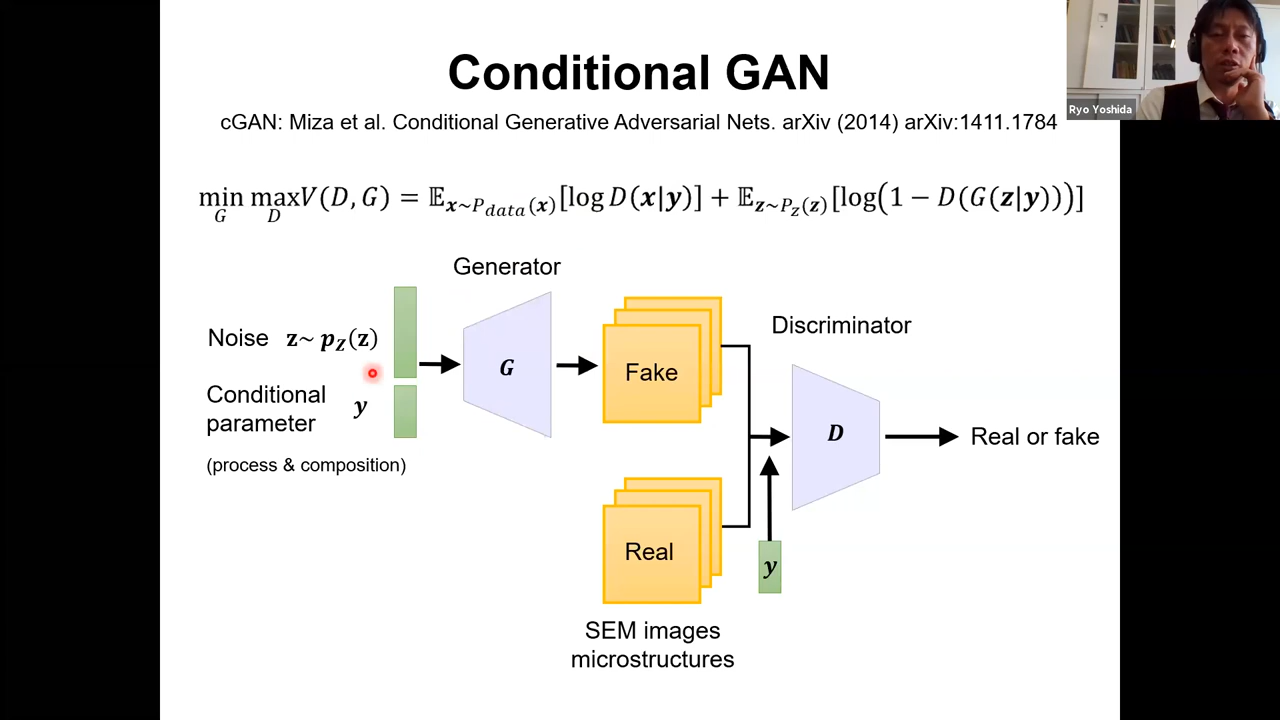 Conditional GAN
Ryo Yoshida
cGAN: Miza et al. Conditional Generative Adversarial Nets. arXiv (2014) arXiv:1411.1784
min max V(D, G) = 𝔼x~Pdata(x)[log D(x|y)] + 𝔼z~Pz(z)[log(1 − D(G(z|y)))]
G D
Generator
Noise z~ pZ(z)
Discriminator
G
Fake
Conditional
parameter
y
D
Real or fake
(process & composition)
Real
y
SEM images
microstructures